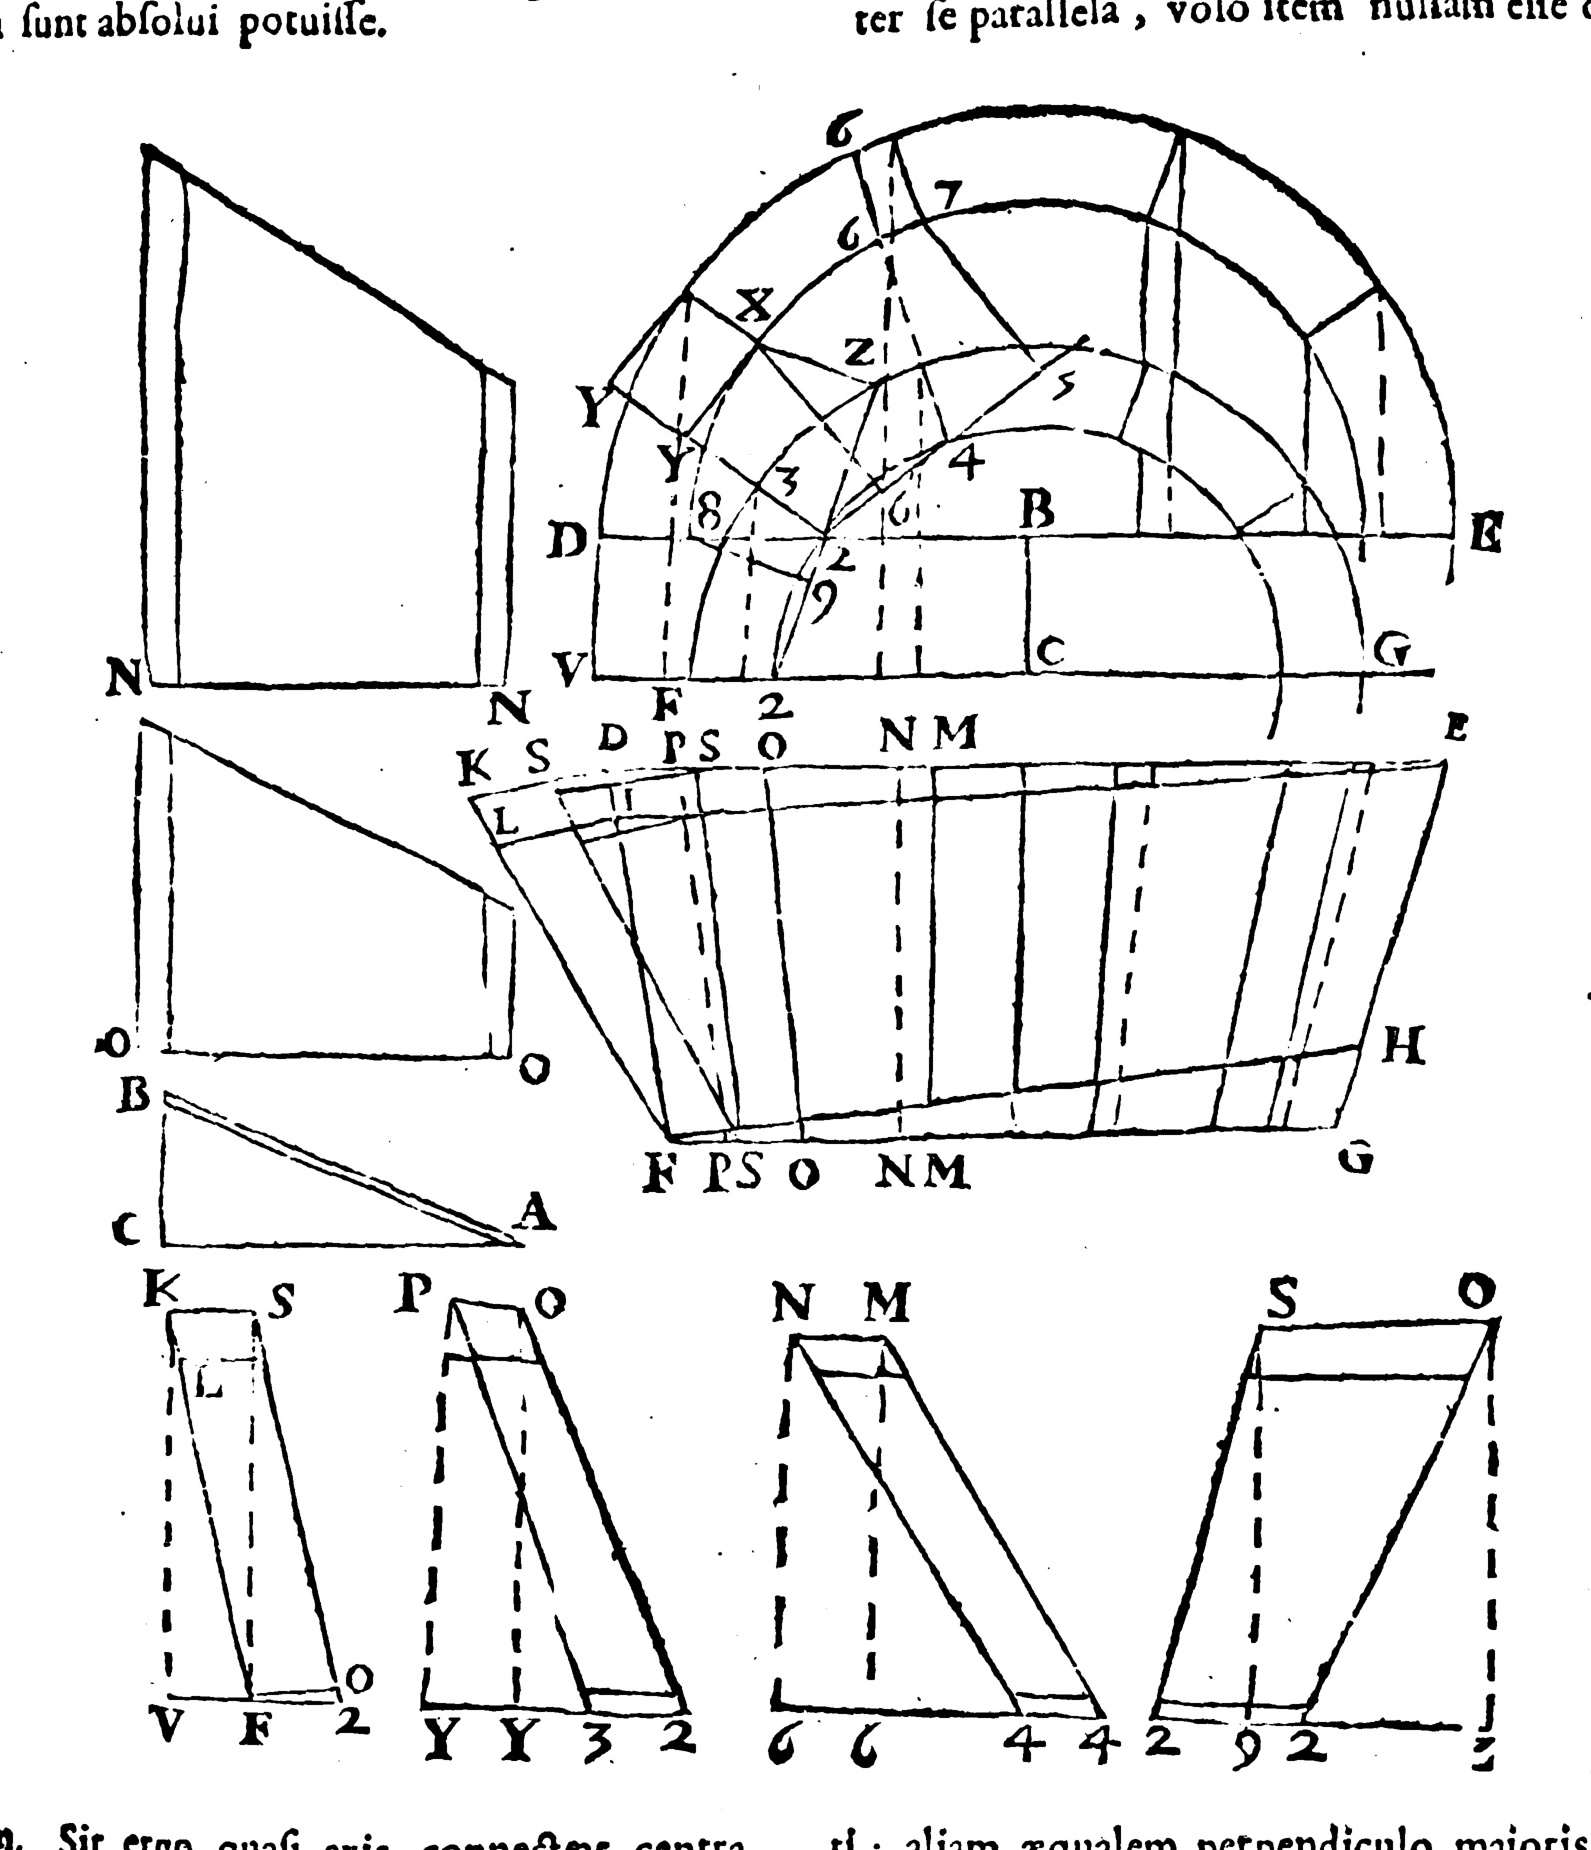 ſunt abſolui potuiſſe.
ter ſe parallela, volo item nullam eſſe
6
7
6
X
Z
Y
5
Y
3
4
8
6
B
D
E
2
9
N
V
C
G
N
F
2
K S D P S O N M E
L
O
H
O
B
F P S O N M G
C
A
K S P O N M S O
L
O
V F 2 Y Y 3 2 6 6 4 4 2 9 2 3
Sit ergo quaſi axis connectens centra
aliam æqualem perpendiculo maioris